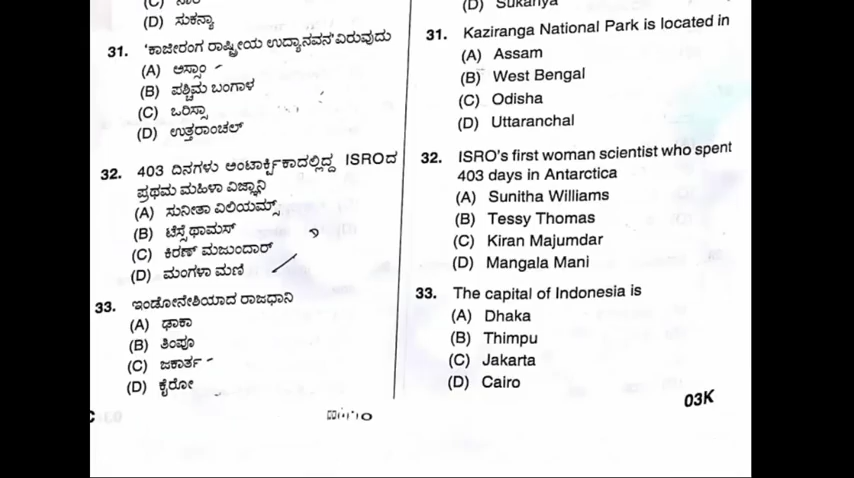 (D) ಸುಕನ್ಯಾ
31. 'ಕಾಜೀರಂಗ ರಾಷ್ಟ್ರೀಯ ಉದ್ಯಾನವನ'ವಿರುವುದು
(A) ಅಸ್ಸಾಂ
(B) ಪಶ್ಚಿಮ ಬಂಗಾಳ
(C) ಒರಿಸ್ಸಾ
(D) ಉತ್ತರಾಂಚಲ್
32. 403 ದಿನಗಳು ಅಂಟಾರ್ಕ್ಟಿಕಾದಲ್ಲಿದ್ದ ISROದ
ಪ್ರಥಮ ಮಹಿಳಾ ವಿಜ್ಞಾನಿ
(A) ಸುನೀತಾ ವಿಲಿಯಮ್ಸ್
(B) ಟೆಸ್ಸೆ ಥಾಮಸ್
(C) ಕಿರಣ್ ಮಜುಂದಾರ್
(D) ಮಂಗಳಾ ಮಣಿ
33. ಇಂಡೋನೇಶಿಯಾದ ರಾಜಧಾನಿ
(A) ಢಾಕಾ
(B) ತಿಂಪೂ
(C) ಜಕಾರ್ತ
(D) ಕೈರೋ
(D) Sukanya
31. Kaziranga National Park is located in
(A) Assam
(B) West Bengal
(C) Odisha
(D) Uttaranchal
32. ISRO's first woman scientist who spent
403 days in Antarctica
(A) Sunitha Williams
(B) Tessy Thomas
(C) Kiran Majumdar
(D) Mangala Mani
33. The capital of Indonesia is
(A) Dhaka
(B) Thimpu
(C) Jakarta
(D) Cairo
03K